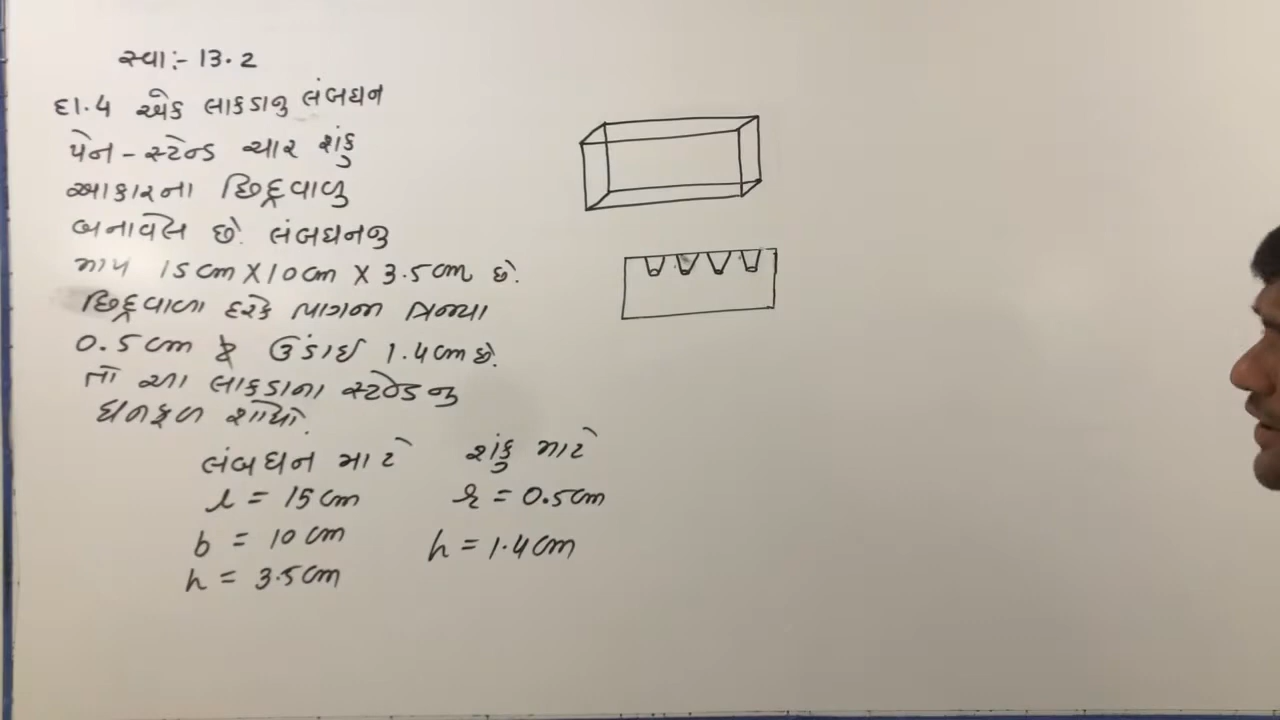 સ્વા:- 13.2
દા.4 એક લાકડાનુ લંબઘન
પેન-સ્ટેન્ડ ચાર શંકુ
આકારના છિદ્રવાળુ
બનાવેલ છે. લંબઘનનુ
માપ 15cm X 10cm X 3.5cm છે.
છિદ્રવાળા દરેક ભાગના ત્રિજ્યા
0.5cm & ઉંડાઈ 1.4cm છે.
તો આ લાકડાના સ્ટેન્ડનુ
ઘનફળ શોધો.
લંબઘન માટે શંકુ માટે
l = 15cm r = 0.5cm
b = 10cm h = 1.4cm
h = 3.5cm